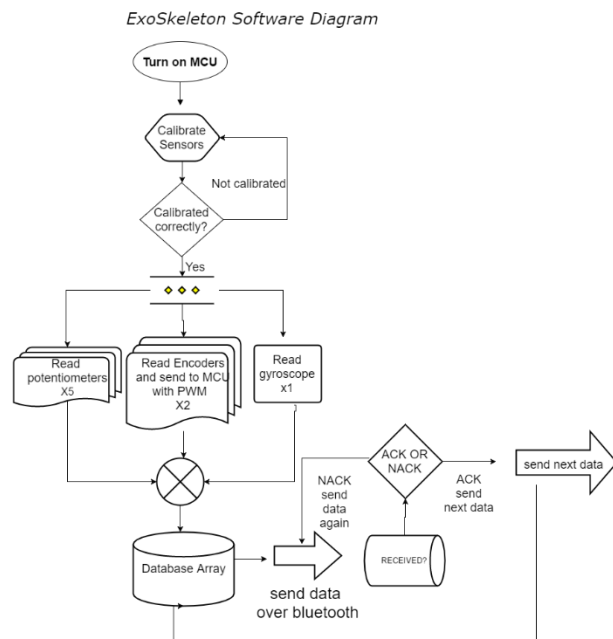 ExoSkeleton Software Diagram
Turn on MCU
Calibrate
Sensors
Not calibrated
Calibrated
correctly?
Yes
Read
potentiometers
X5
Read Encoders
and send to MCU
with PWM
X2
Read
gyroscope
x1
ACK OR
NACK
send next data
NACK
send
data
again
ACK
send
next data
Database Array
RECEIVED?
send data
over bluetooth